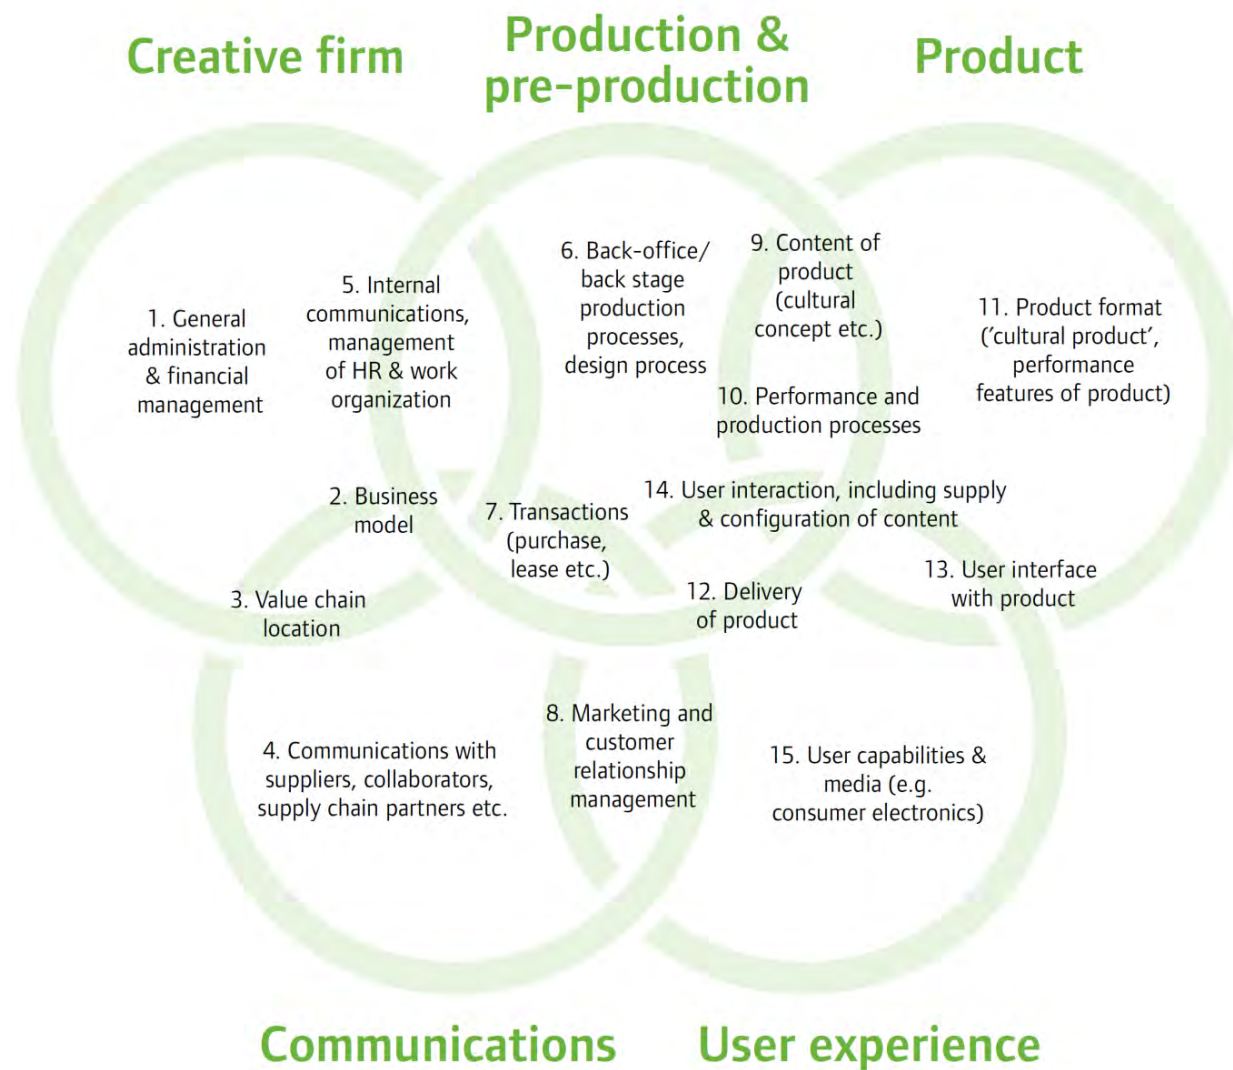 Creative firm
Production &
pre-production
Product
1. General
administration
& financial
management
5. Internal
communications,
management
of HR & work
organization
6. Back-office/
back stage
production
processes,
design process
9. Content of
product
(cultural
concept etc.)
10. Performance and
production processes
11. Product format
('cultural product',
performance
features of product)
2. Business
model
7. Transactions
(purchase,
lease etc.)
14. User interaction, including supply
& configuration of content
3. Value chain
location
12. Delivery
of product
13. User interface
with product
4. Communications with
suppliers, collaborators,
supply chain partners etc.
8. Marketing and
customer
relationship
management
15. User capabilities &
media (e.g.
consumer electronics)
Communications
User experience